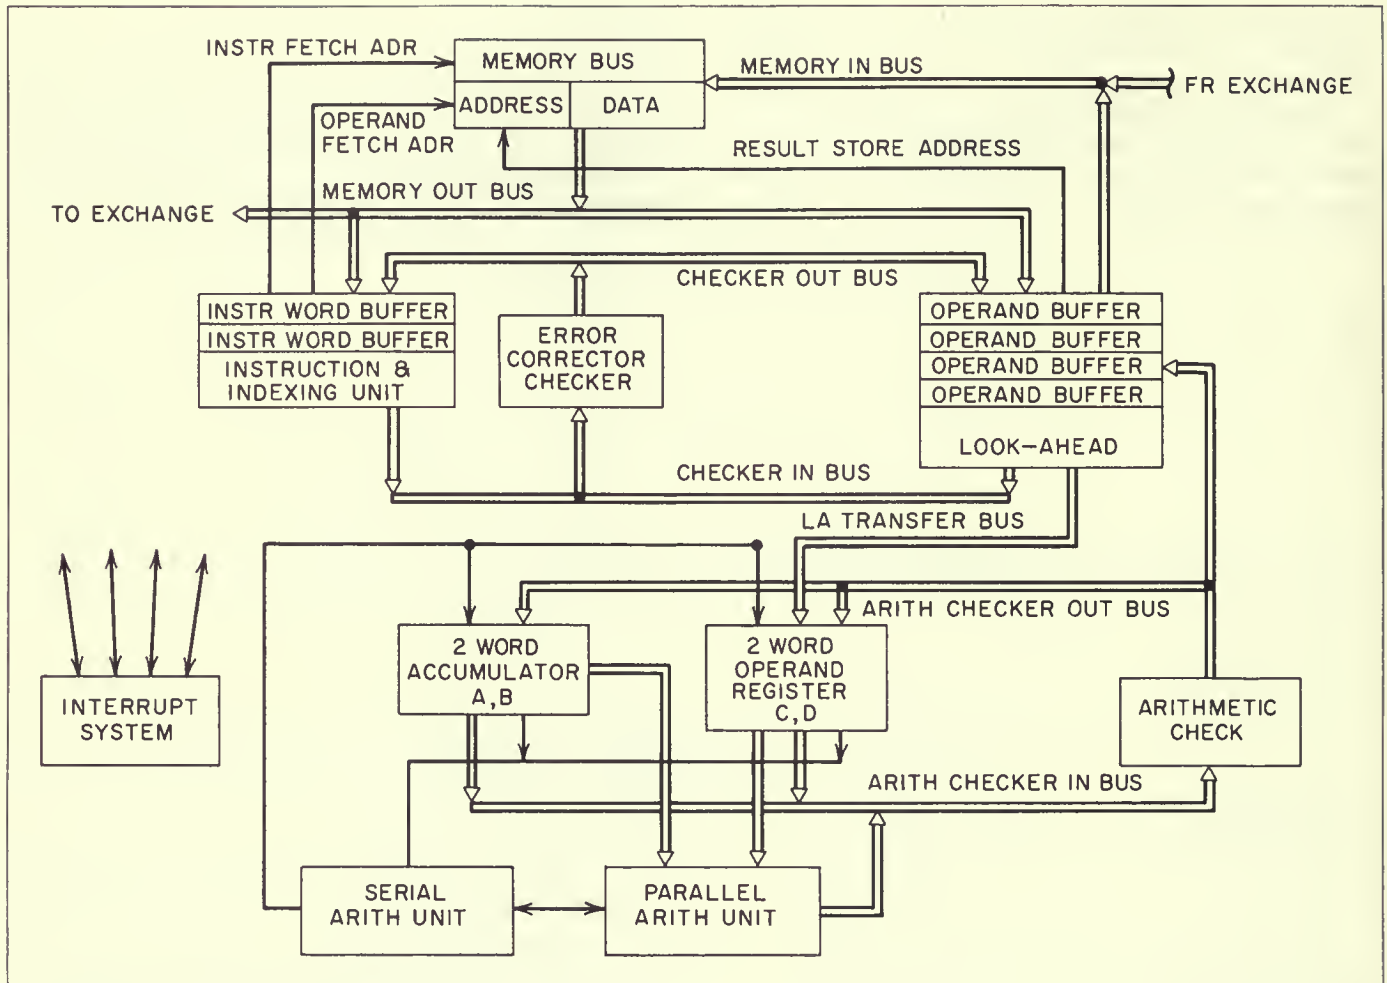 INSTR FETCH ADR
MEMORY BUS
MEMORY IN BUS
FR EXCHANGE
ADDRESS
DATA
OPERAND
FETCH ADR
RESULT STORE ADDRESS
MEMORY OUT BUS
TO EXCHANGE
CHECKER OUT BUS
INSTR WORD BUFFER
INSTR WORD BUFFER
INSTRUCTION &
INDEXING UNIT
ERROR
CORRECTOR
CHECKER
OPERAND BUFFER
OPERAND BUFFER
OPERAND BUFFER
OPERAND BUFFER
LOOK-AHEAD
CHECKER IN BUS
LA TRANSFER BUS
ARITH CHECKER OUT BUS
2 WORD
ACCUMULATOR
A,B
2 WORD
OPERAND
REGISTER
C,D
INTERRUPT
SYSTEM
ARITHMETIC
CHECK
ARITH CHECKER IN BUS
SERIAL
ARITH UNIT
PARALLEL
ARITH UNIT